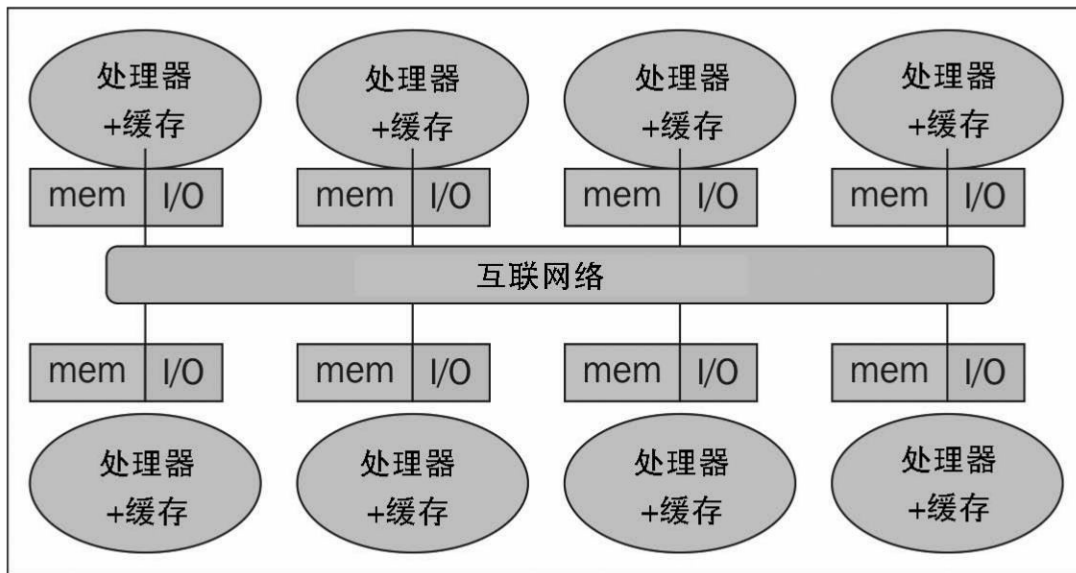 处理器 处理器 处理器 处理器
+缓存 +缓存 +缓存 +缓存
mem I/O mem I/O mem I/O mem I/O
互联网络
mem I/O mem I/O mem I/O mem I/O
处理器 处理器 处理器 处理器
+缓存 +缓存 +缓存 +缓存